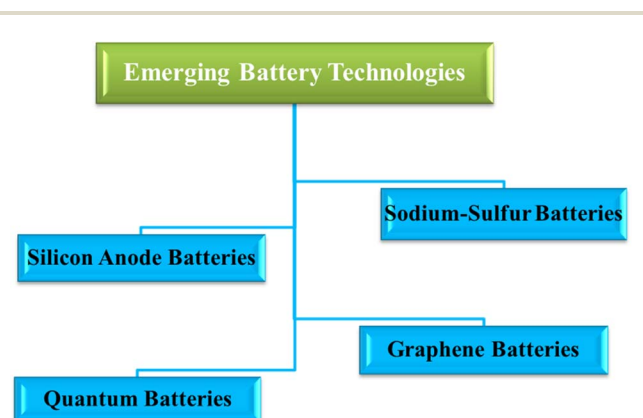 Emerging Battery Technologies
Sodium-Sulfur Batteries
Silicon Anode Batteries
Graphene Batteries
Quantum Batteries